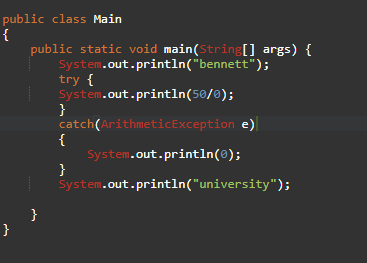 public class Main
{
    public static void main(String[] args) {
        System.out.println("bennett");
        try {
        System.out.println(50/0);
        }
        catch(ArithmeticException e)
        {
            System.out.println(0);
        }
        System.out.println("university");
    }
}